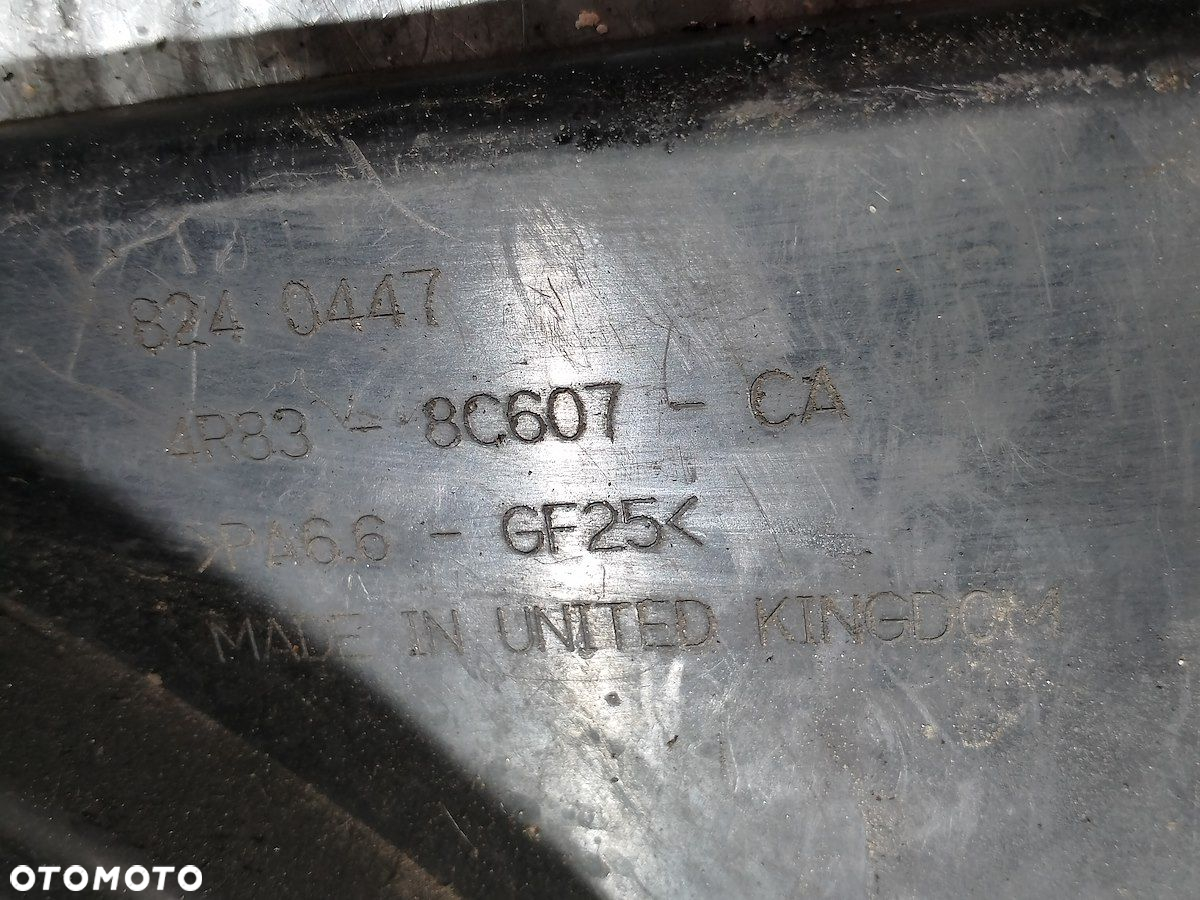 824 0447
4R83 - 8C607 - CA
>PA6.6 - GF25<
MADE IN UNITED KINGDOM
OTOMOTO